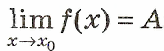 lim f(x) = A
x→x₀